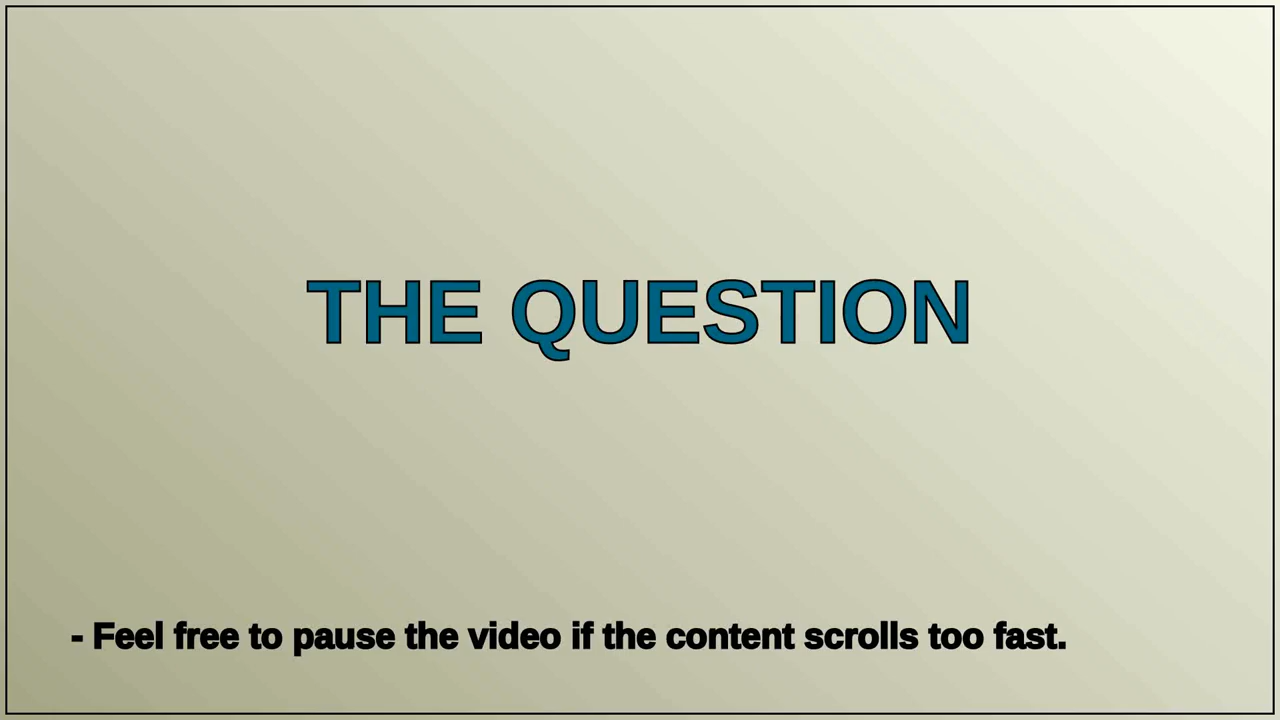 THE QUESTION
- Feel free to pause the video if the content scrolls too fast.